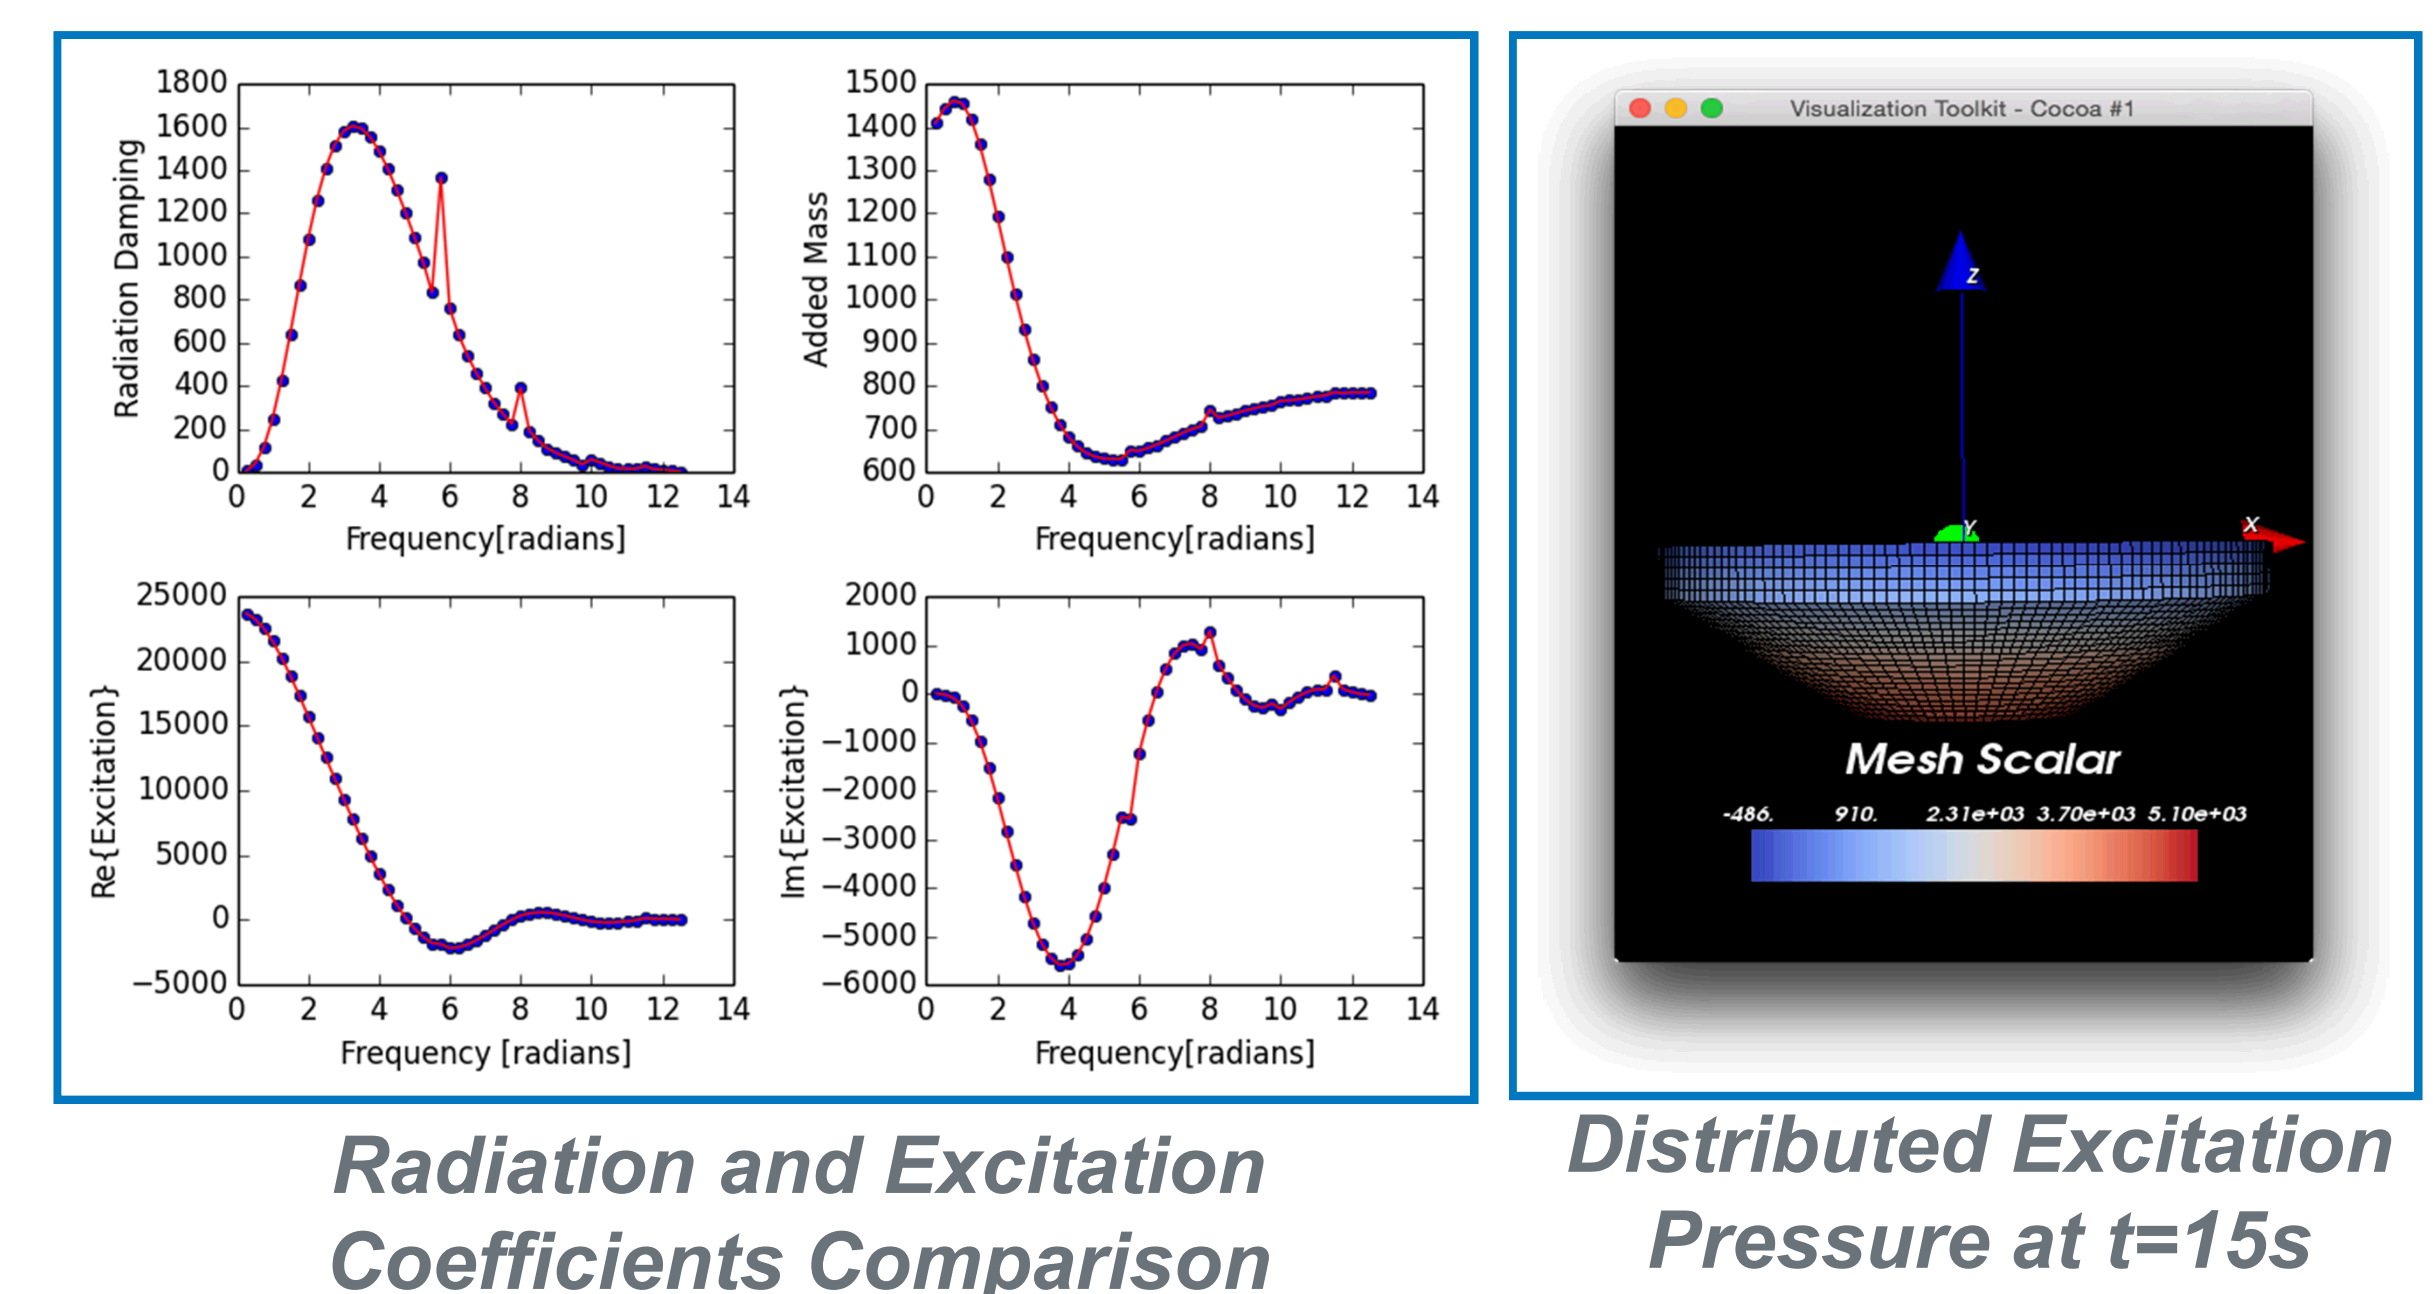 1800
1600
1400
1200
1000
800
600
400
200
0
Radiation Damping
0 2 4 6 8 10 12 14
Frequency[radians]
1500
1400
1300
1200
1100
1000
900
800
700
600
Added Mass
0 2 4 6 8 10 12 14
Frequency[radians]
25000
20000
15000
10000
5000
0
−5000
Re{Excitation}
0 2 4 6 8 10 12 14
Frequency [radians]
2000
1000
0
−1000
−2000
−3000
−4000
−5000
−6000
Im{Excitation}
0 2 4 6 8 10 12 14
Frequency[radians]
Radiation and Excitation
Coefficients Comparison
Visualization Toolkit - Cocoa #1
Z
Y
X
Mesh Scalar
-486. 910. 2.31e+03 3.70e+03 5.10e+03
Distributed Excitation
Pressure at t=15s